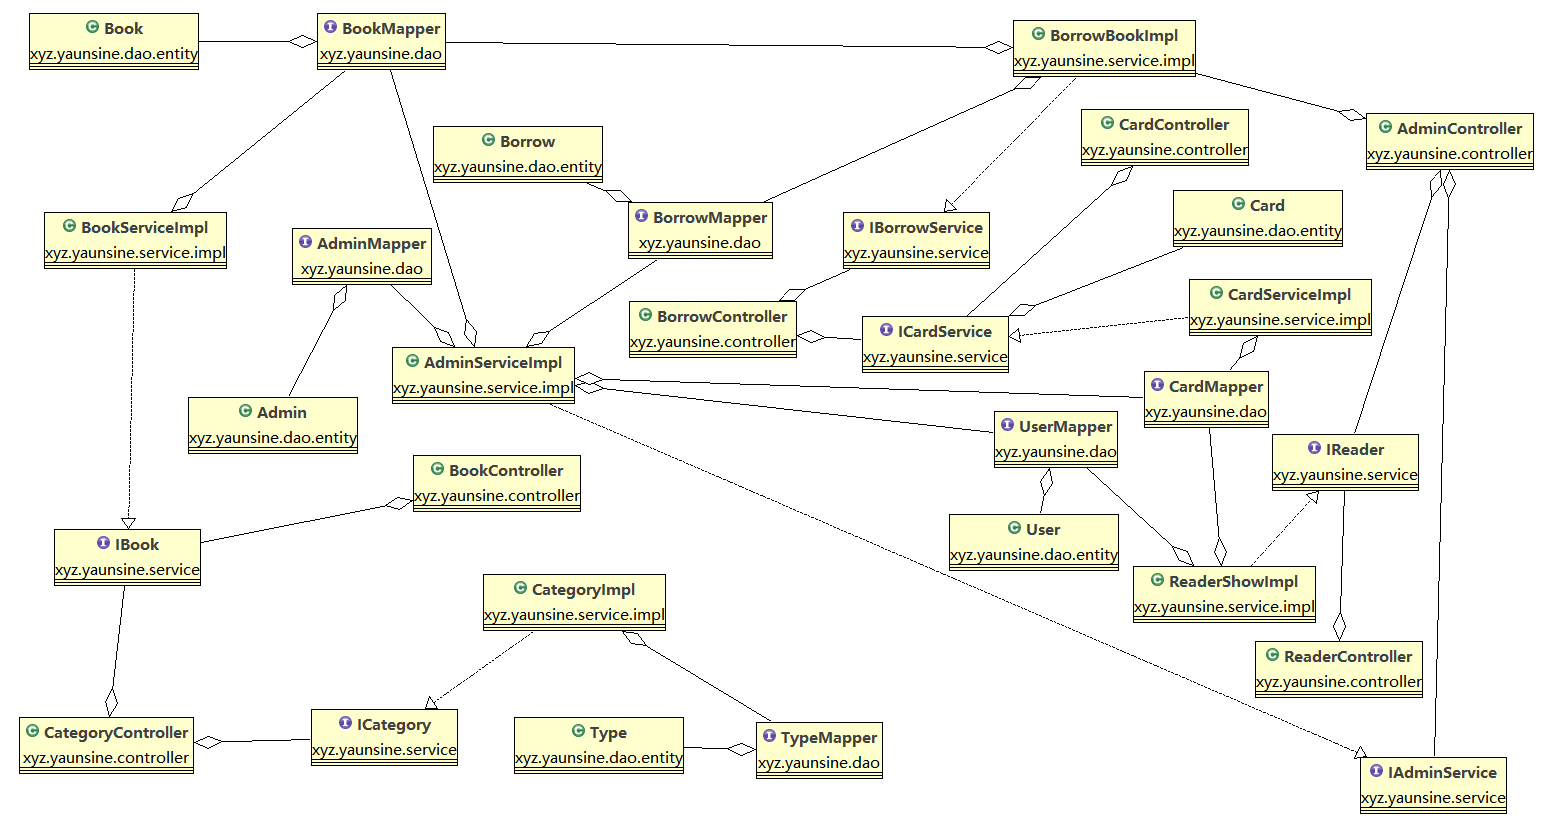 Book
xyz.yaunsine.dao.entity
BookMapper
xyz.yaunsine.dao
BorrowBookImpl
xyz.yaunsine.service.impl
CardController
xyz.yaunsine.controller
AdminController
xyz.yaunsine.controller
Borrow
xyz.yaunsine.dao.entity
BookServiceImpl
xyz.yaunsine.service.impl
AdminMapper
xyz.yaunsine.dao
BorrowMapper
xyz.yaunsine.dao
IBorrowService
xyz.yaunsine.service
Card
xyz.yaunsine.dao.entity
BorrowController
xyz.yaunsine.controller
ICardService
xyz.yaunsine.service
CardServiceImpl
xyz.yaunsine.service.impl
AdminServiceImpl
xyz.yaunsine.service.impl
CardMapper
xyz.yaunsine.dao
Admin
xyz.yaunsine.dao.entity
UserMapper
xyz.yaunsine.dao
IReader
xyz.yaunsine.service
BookController
xyz.yaunsine.controller
User
xyz.yaunsine.dao.entity
IBook
xyz.yaunsine.service
CategoryImpl
xyz.yaunsine.service.impl
ReaderShowImpl
xyz.yaunsine.service.impl
ReaderController
xyz.yaunsine.controller
CategoryController
xyz.yaunsine.controller
ICategory
xyz.yaunsine.service
Type
xyz.yaunsine.dao.entity
TypeMapper
xyz.yaunsine.dao
IAdminService
xyz.yaunsine.service